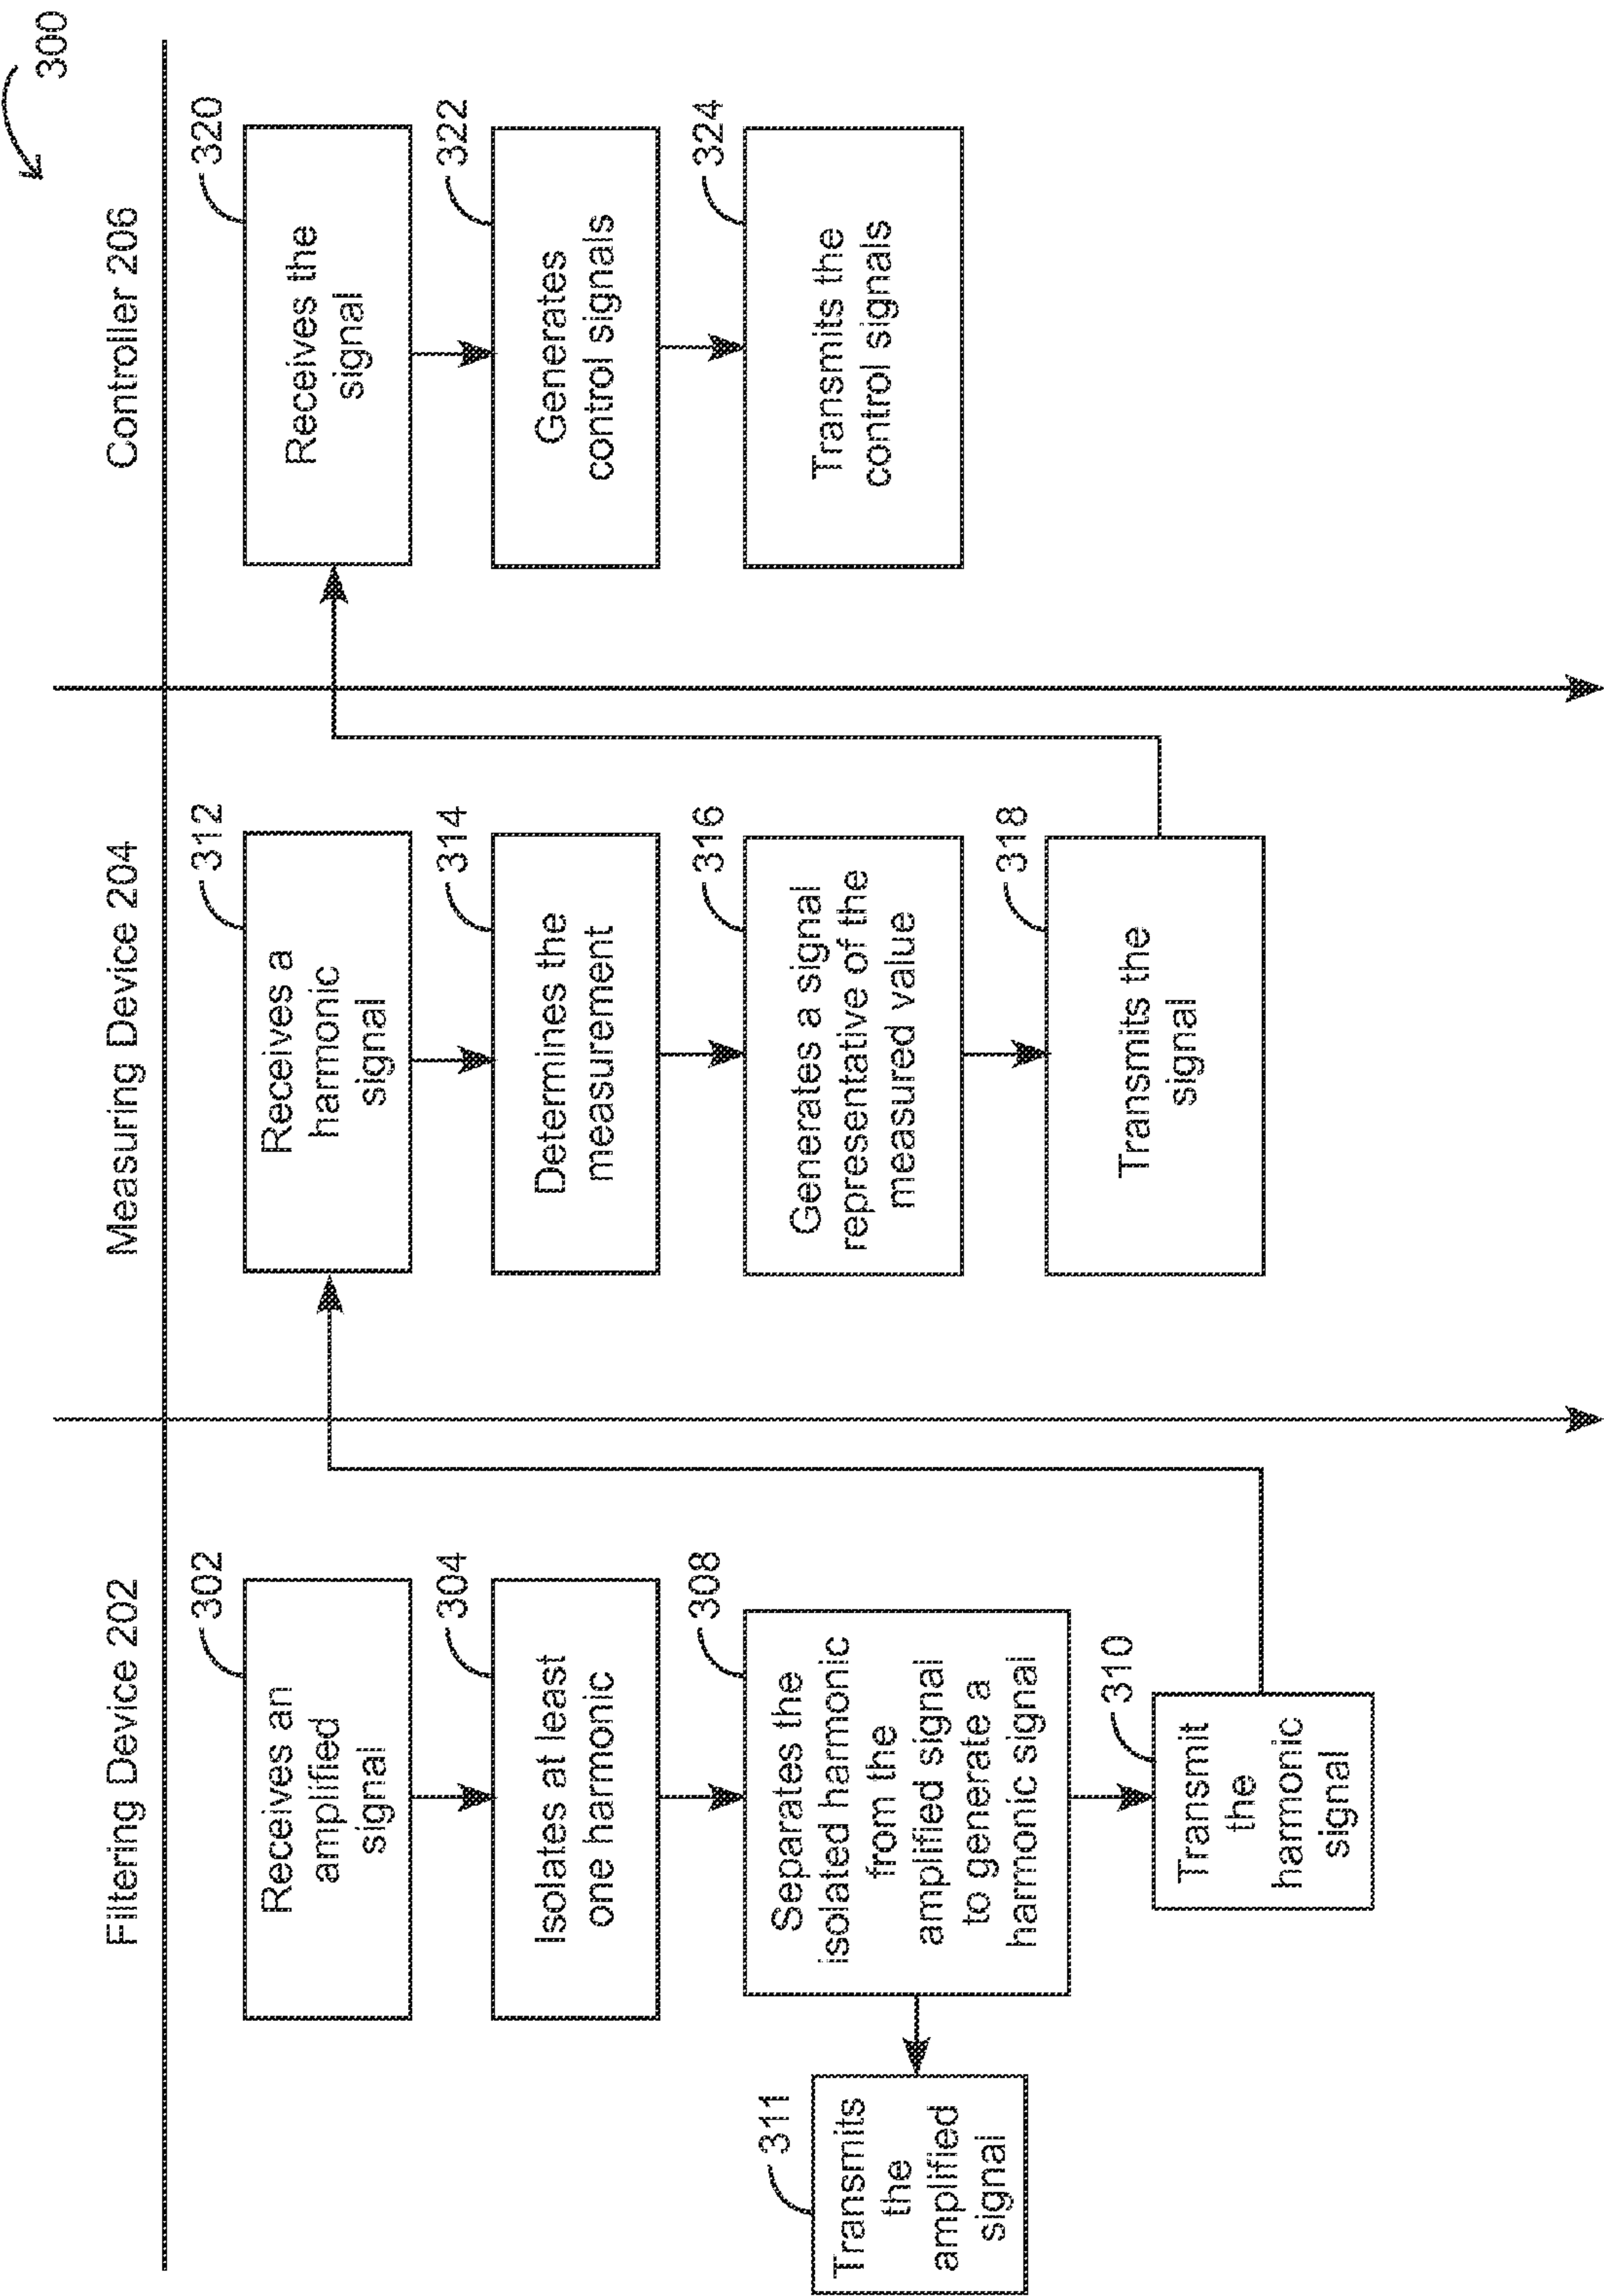 300
Filtering Device 202
Measuring Device 204
Controller 206
302
Receives an
amplified
signal
304
Isolates at least
one harmonic
308
Separates the
isolated harmonic
from the
amplified signal
to generate a
harmonic signal
310
Transmit
the
harmonic
signal
311
Transmits
the
amplified
signal
312
Receives a
harmonic
signal
314
Determines the
measurement
316
Generates a signal
representative of the
measured value
318
Transmits the
signal
320
Receives the
signal
322
Generates
control signals
324
Transmits the
control signals